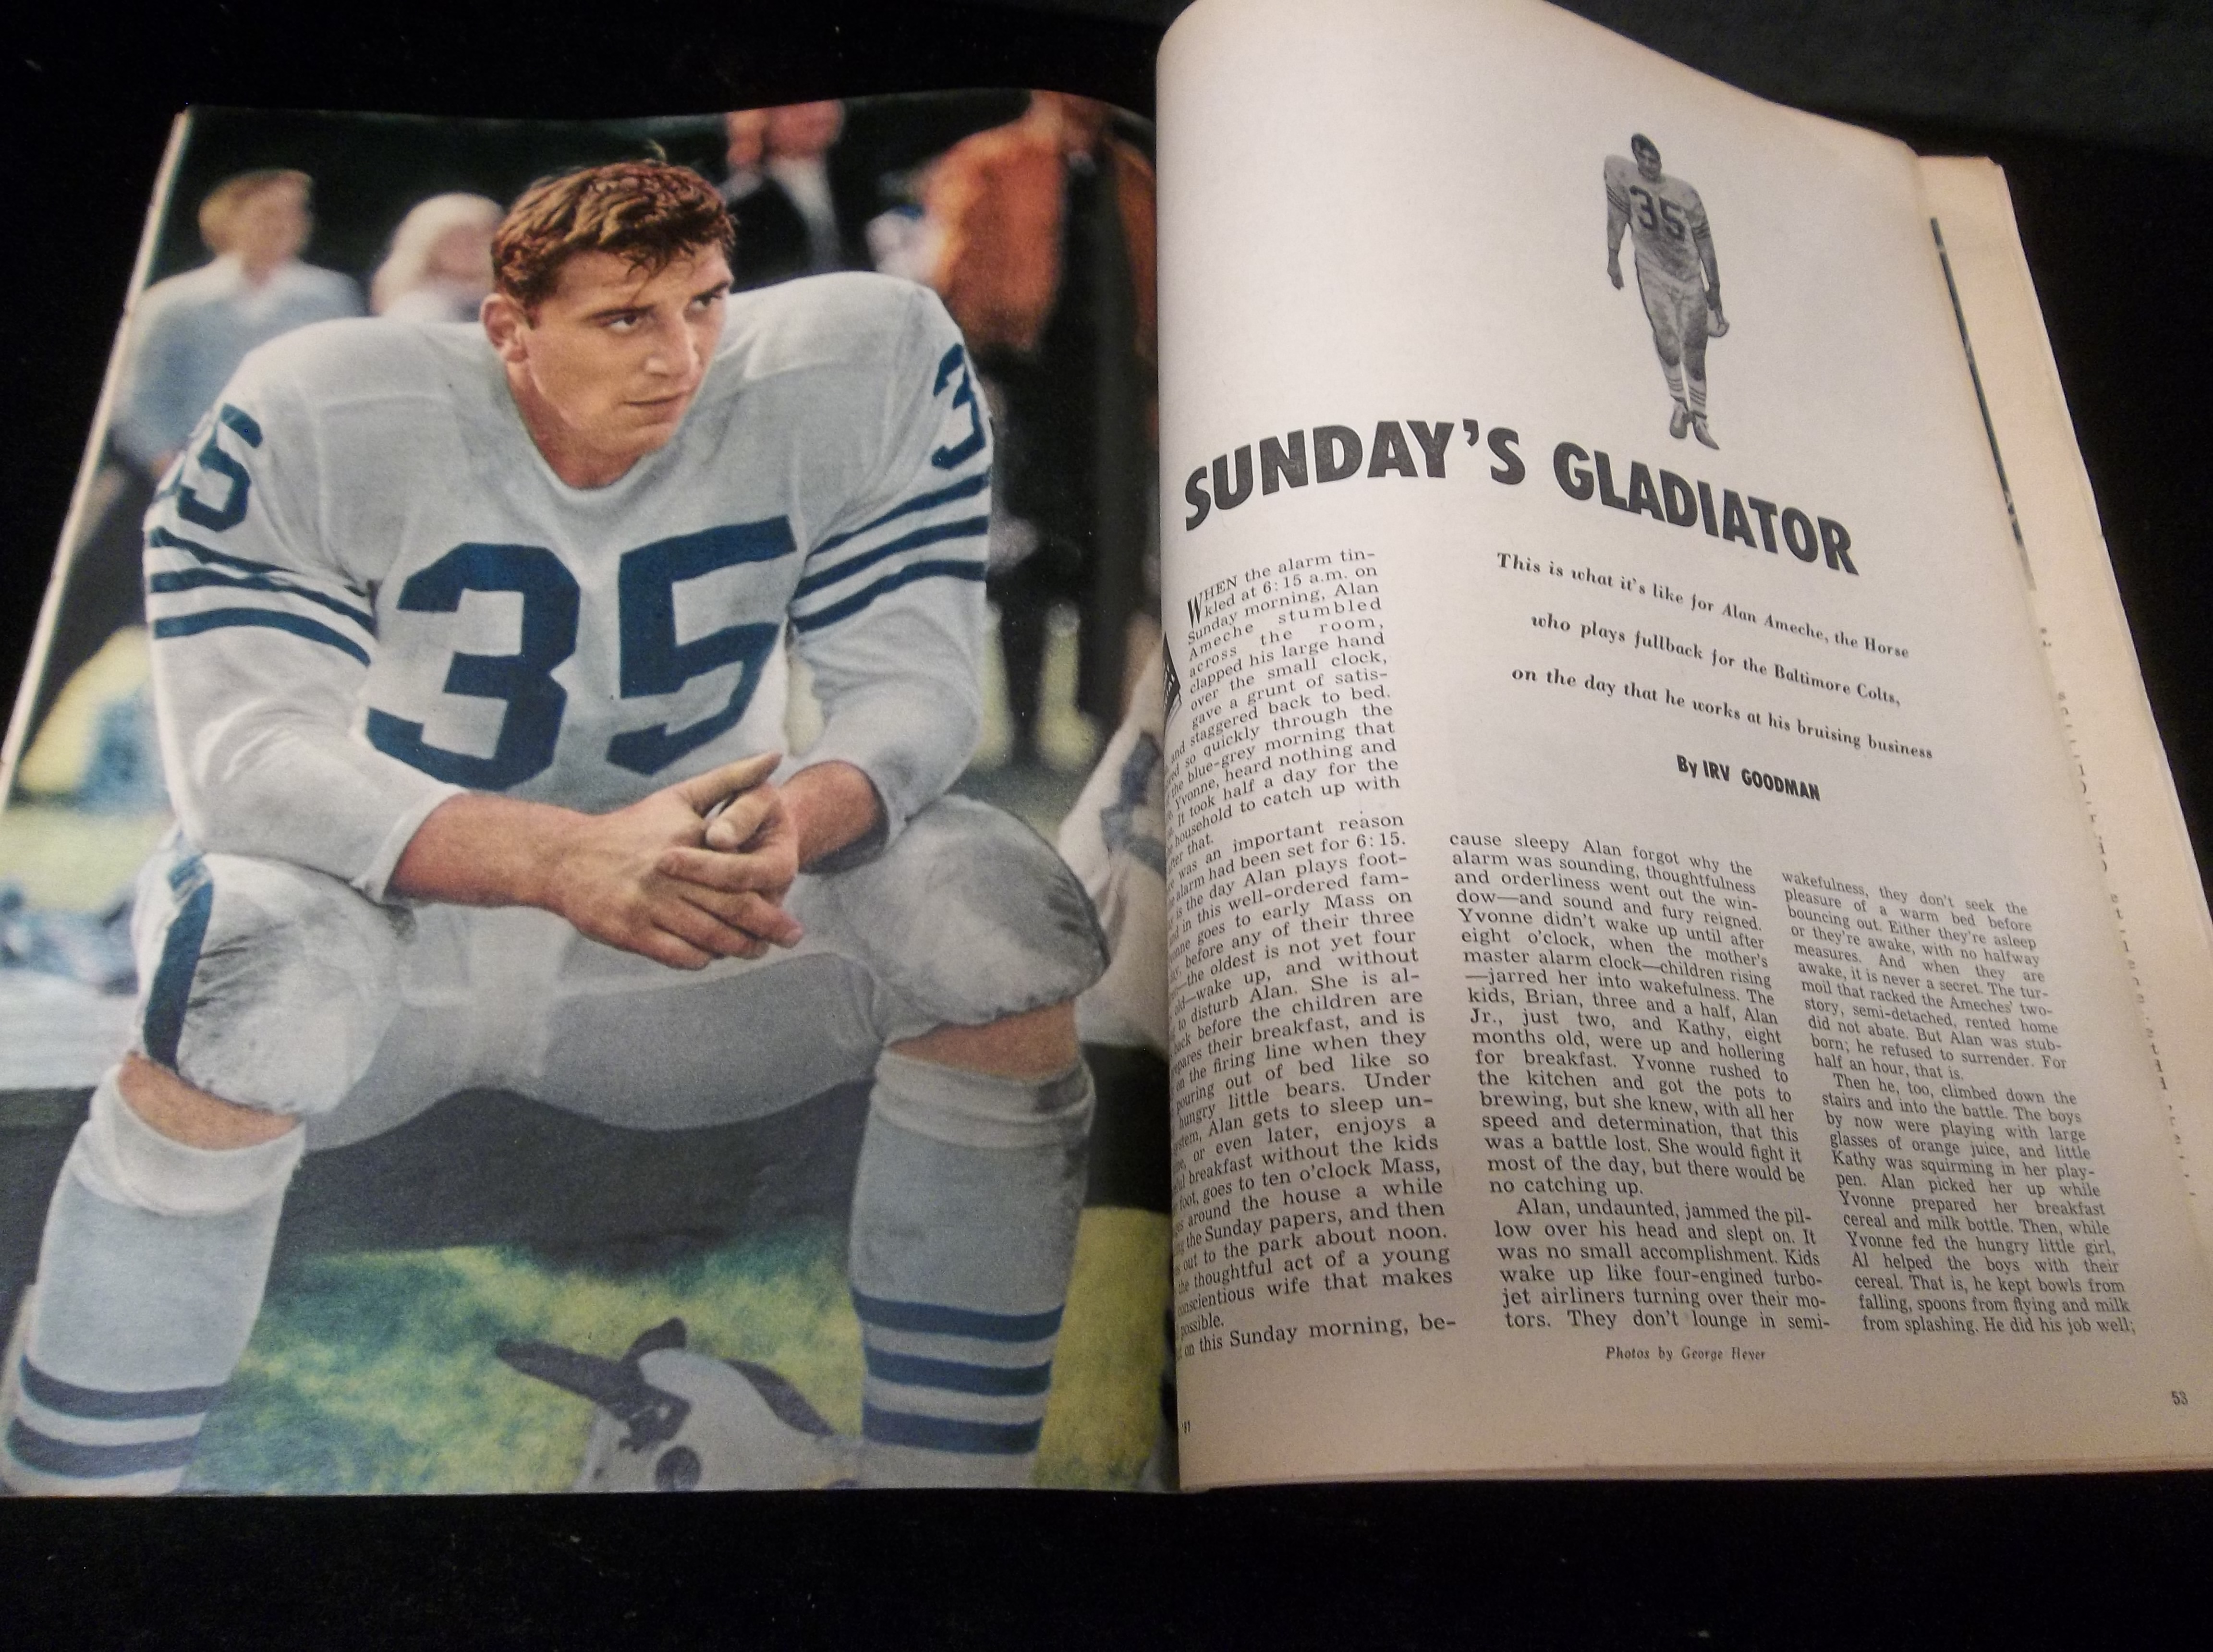 35
3
35
35
SUNDAY'S GLADIATOR
This is what it's like for Alan Ameche, the Horse
who plays fullback for the Baltimore Colts,
on the day that he works at his bruising business
By IRV GOODMAN
WHEN the alarm tin-
kled at 6:15 a.m. on
Sunday morning, Alan
Ameche stumbled
across the room,
clapped his large hand
over the small clock,
gave a grunt of satis-
and staggered back to bed.
so quickly through the
the blue-grey morning that
Yvonne, heard nothing and
It took half a day for the
household to catch up with
after that.
was an important reason
alarm had been set for 6:15.
is the day Alan plays foot-
in this well-ordered fam-
goes to early Mass on
before any of their three
—the oldest is not yet four
old—wake up, and without
to disturb Alan. She is al-
back before the children are
their breakfast, and is
on the firing line when they
pouring out of bed like so
hungry little bears. Under
system, Alan gets to sleep un-
or even later, enjoys a
breakfast without the kids
foot, goes to ten o'clock Mass,
around the house a while
the Sunday papers, and then
out to the park about noon.
the thoughtful act of a young
conscientious wife that makes
possible.
on this Sunday morning, be-
cause sleepy Alan forgot why the
alarm was sounding, thoughtfulness
and orderliness went out the win-
dow—and sound and fury reigned.
Yvonne didn't wake up until after
eight o'clock, when the mother's
master alarm clock—children rising
—jarred her into wakefulness. The
kids, Brian, three and a half, Alan
Jr., just two, and Kathy, eight
months old, were up and hollering
for breakfast. Yvonne rushed to
the kitchen and got the pots to
brewing, but she knew, with all her
speed and determination, that this
was a battle lost. She would fight it
most of the day, but there would be
no catching up.
Alan, undaunted, jammed the pil-
low over his head and slept on. It
was no small accomplishment. Kids
wake up like four-engined turbo-
jet airliners turning over their mo-
tors. They don't lounge in semi-
wakefulness, they don't seek the
pleasure of a warm bed before
bouncing out. Either they're asleep
or they're awake, with no halfway
measures. And when they are
awake, it is never a secret. The tur-
moil that racked the Ameches' two-
story, semi-detached, rented home
did not abate. But Alan was stub-
born; he refused to surrender. For
half an hour, that is.
Then he, too, climbed down the
stairs and into the battle. The boys
by now were playing with large
glasses of orange juice, and little
Kathy was squirming in her play-
pen. Alan picked her up while
Yvonne prepared her breakfast
cereal and milk bottle. Then, while
Yvonne fed the hungry little girl,
Al helped the boys with their
cereal. That is, he kept bowls from
falling, spoons from flying and milk
from splashing. He did his job well;
Photos by George Heyer
53